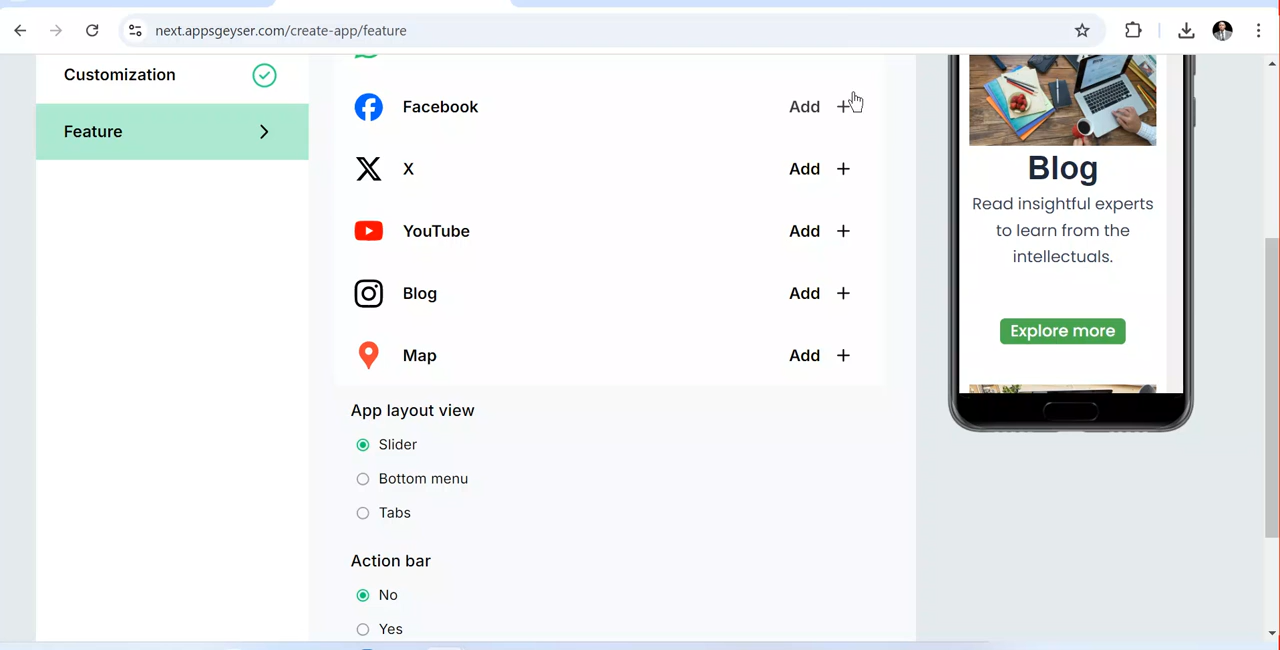 next.appsgeyser.com/create-app/feature
Customization
Feature
Facebook Add +
X Add +
YouTube Add +
Blog Add +
Map Add +
App layout view
Slider
Bottom menu
Tabs
Action bar
No
Yes
Blog
Read insightful experts
to learn from the
intellectuals.
Explore more